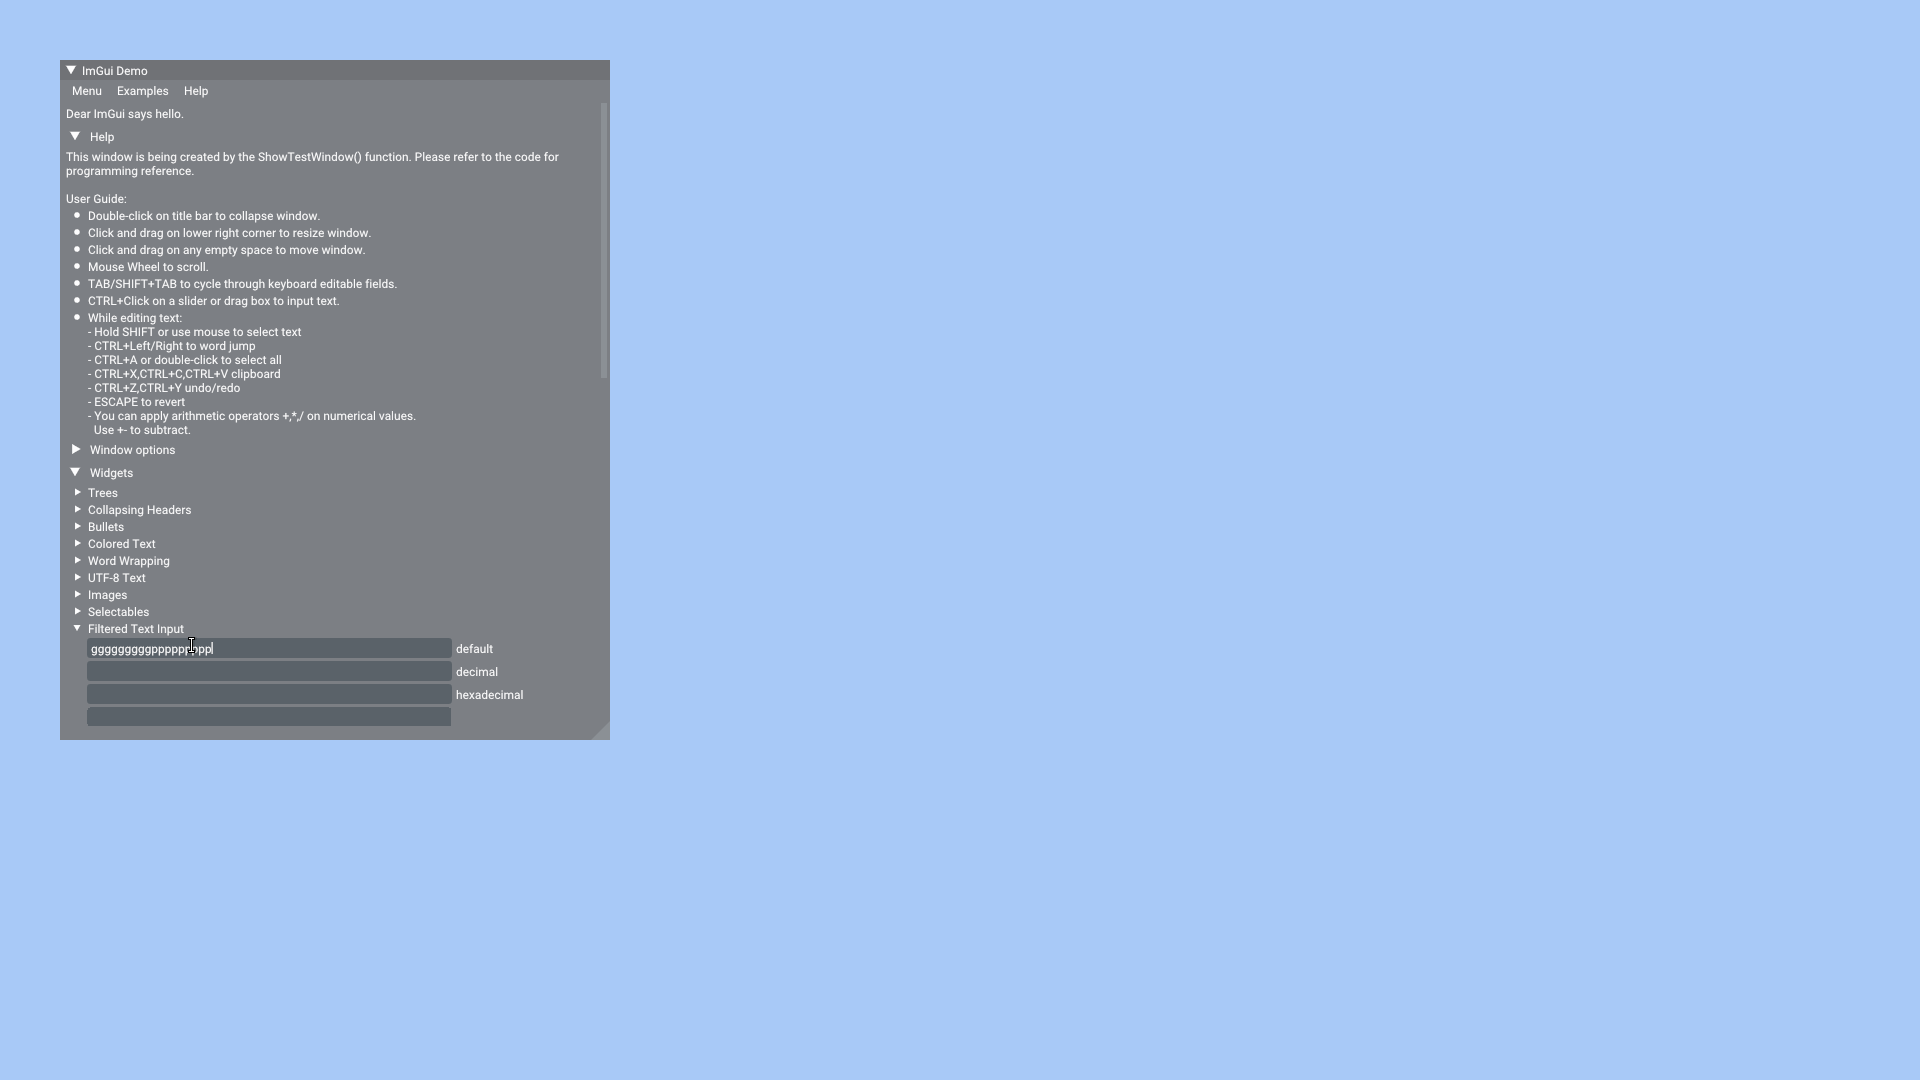 ImGui Demo
Menu Examples Help
Dear ImGui says hello.
Help
This window is being created by the ShowTestWindow() function. Please refer to the code for
programming reference.
User Guide:
Double-click on title bar to collapse window.
Click and drag on lower right corner to resize window.
Click and drag on any empty space to move window.
Mouse Wheel to scroll.
TAB/SHIFT+TAB to cycle through keyboard editable fields.
CTRL+Click on a slider or drag box to input text.
While editing text:
- Hold SHIFT or use mouse to select text
- CTRL+Left/Right to word jump
- CTRL+A or double-click to select all
- CTRL+X,CTRL+C,CTRL+V clipboard
- CTRL+Z,CTRL+Y undo/redo
- ESCAPE to revert
- You can apply arithmetic operators +,*,/ on numerical values.
Use +- to subtract.
Window options
Widgets
Trees
Collapsing Headers
Bullets
Colored Text
Word Wrapping
UTF-8 Text
Images
Selectables
Filtered Text Input
default
decimal
hexadecimal